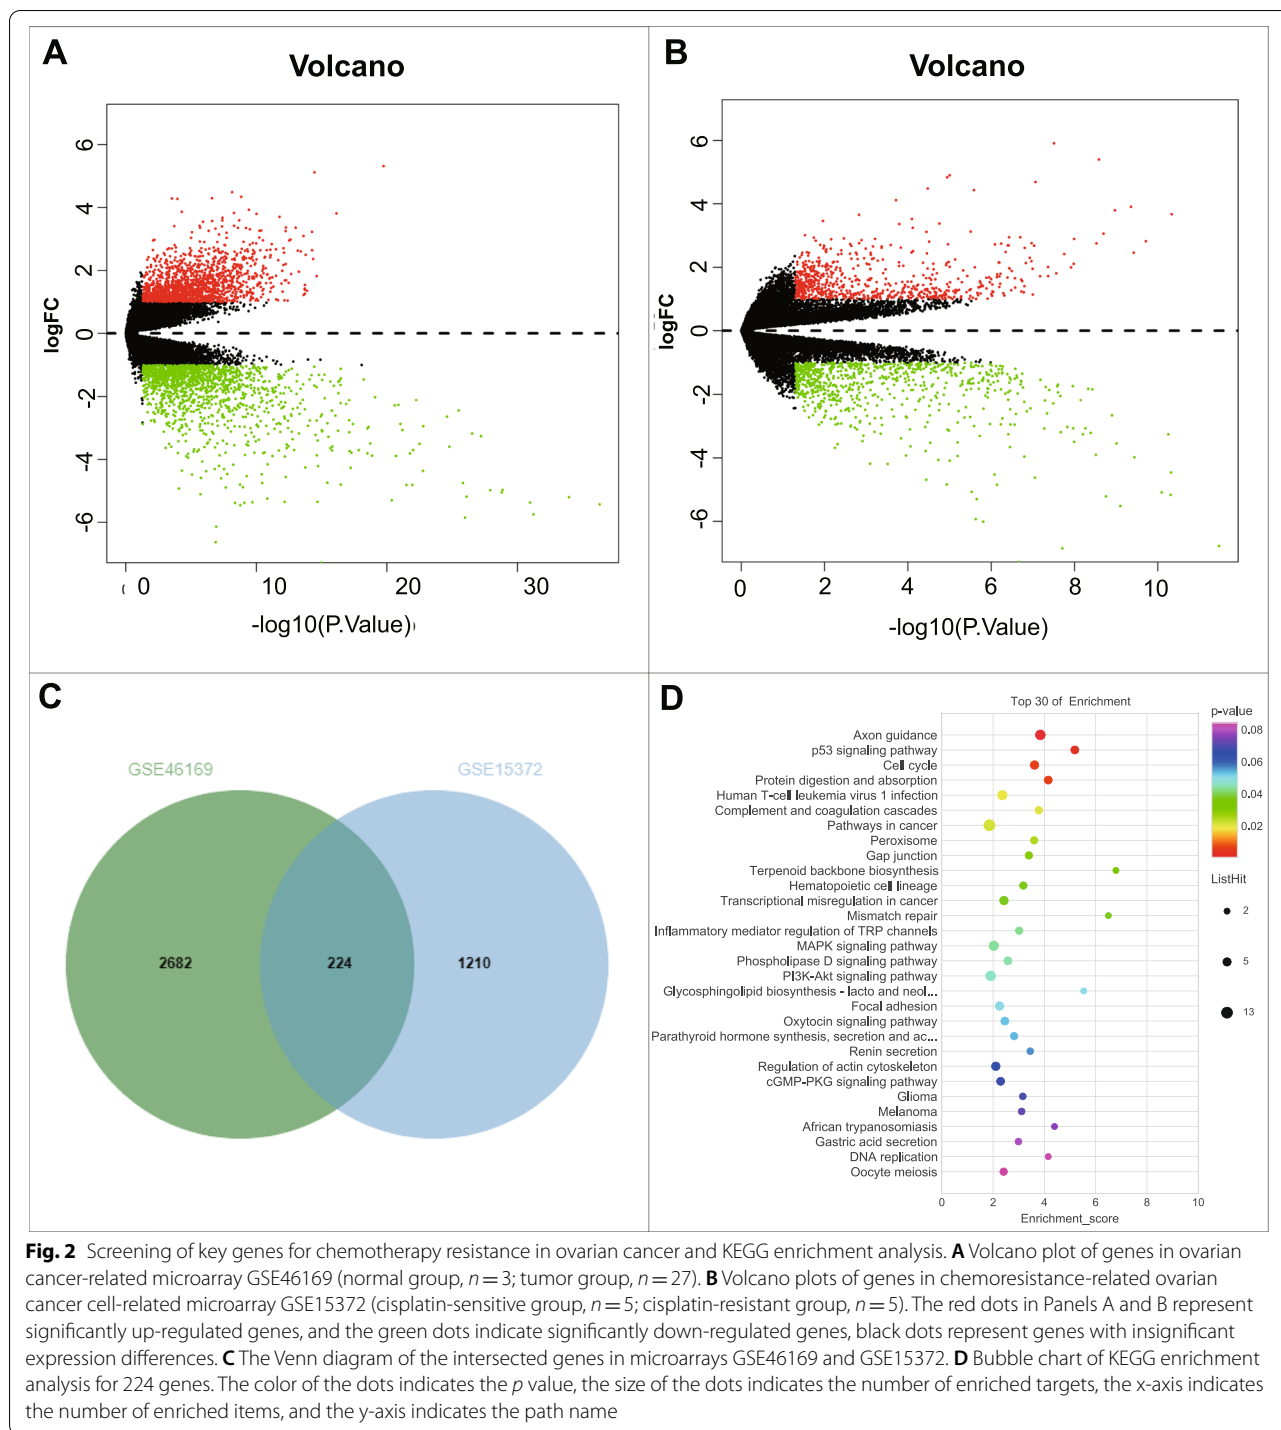 A
Volcano
6
4
2
0
-2
-4
-6
logFC
0
10
20
30
-log10(P.Value)
B
Volcano
6
4
2
0
-2
-4
-6
logFC
0
2
4
6
8
10
-log10(P.Value)
C
GSE46169
GSE15372
2682
224
1210
D
Top 30 of Enrichment
Axon guidance
p53 signaling pathway
Cell cycle
Protein digestion and absorption
Human T-cell leukemia virus 1 infection
Complement and coagulation cascades
Pathways in cancer
Peroxisome
Gap junction
Terpenoid backbone biosynthesis
Hematopoietic cell lineage
Transcriptional misregulation in cancer
Mismatch repair
Inflammatory mediator regulation of TRP channels
MAPK signaling pathway
Phospholipase D signaling pathway
PI3K-Akt signaling pathway
Glycosphingolipid biosynthesis - lacto and neol...
Focal adhesion
Oxytocin signaling pathway
Parathyroid hormone synthesis, secretion and ac...
Renin secretion
Regulation of actin cytoskeleton
cGMP-PKG signaling pathway
Glioma
Melanoma
African trypanosomiasis
Gastric acid secretion
DNA replication
Oocyte meiosis
0
2
4
6
8
10
Enrichment_score
p-value
0.08
0.06
0.04
0.02
ListHit
2
5
13
Fig. 2 Screening of key genes for chemotherapy resistance in ovarian cancer and KEGG enrichment analysis. A Volcano plot of genes in ovarian
cancer-related microarray GSE46169 (normal group, n = 3; tumor group, n = 27). B Volcano plots of genes in chemoresistance-related ovarian
cancer cell-related microarray GSE15372 (cisplatin-sensitive group, n = 5; cisplatin-resistant group, n = 5). The red dots in Panels A and B represent
significantly up-regulated genes, and the green dots indicate significantly down-regulated genes, black dots represent genes with insignificant
expression differences. C The Venn diagram of the intersected genes in microarrays GSE46169 and GSE15372. D Bubble chart of KEGG enrichment
analysis for 224 genes. The color of the dots indicates the p value, the size of the dots indicates the number of enriched targets, the x-axis indicates
the number of enriched items, and the y-axis indicates the path name